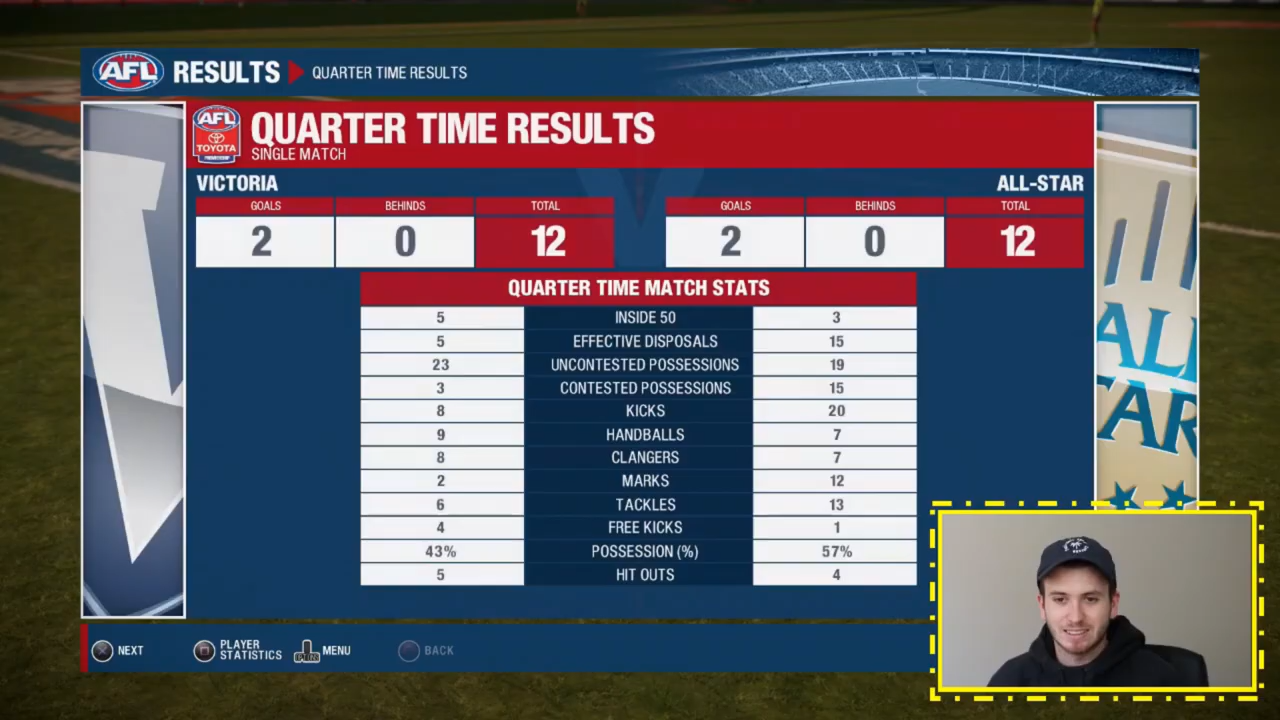 AFL RESULTS QUARTER TIME RESULTS
AFL
TOYOTA
PREMIERSHIP
QUARTER TIME RESULTS
SINGLE MATCH
VICTORIA ALL-STAR
GOALS BEHINDS TOTAL GOALS BEHINDS TOTAL
2 0 12 2 0 12
QUARTER TIME MATCH STATS
5 INSIDE 50 3
5 EFFECTIVE DISPOSALS 15
23 UNCONTESTED POSSESSIONS 19
3 CONTESTED POSSESSIONS 15
8 KICKS 20
9 HANDBALLS 7
8 CLANGERS 7
2 MARKS 12
6 TACKLES 13
4 FREE KICKS 1
43% POSSESSION (%) 57%
5 HIT OUTS 4
ALL
STAR
NEXT PLAYER STATISTICS OPTIONS MENU BACK